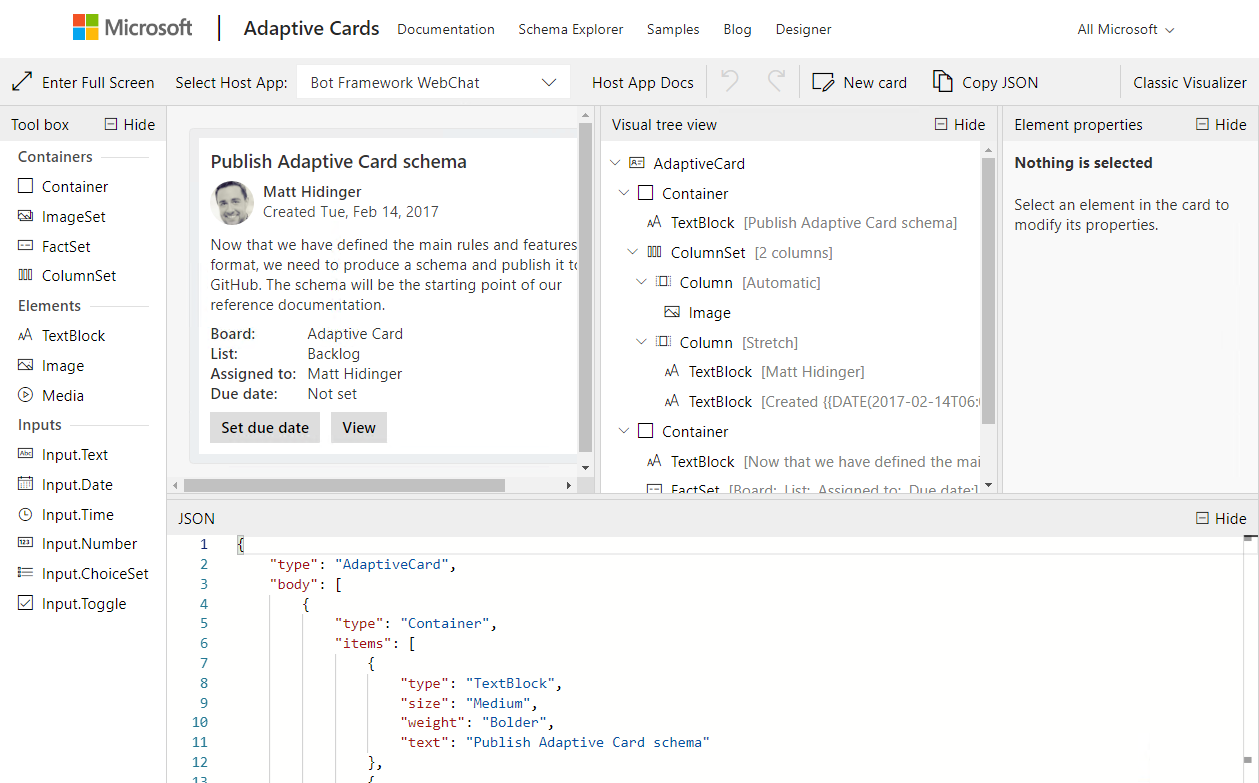 Microsoft | Adaptive Cards Documentation Schema Explorer Samples Blog Designer All Microsoft
Enter Full Screen Select Host App: Bot Framework WebChat Host App Docs New card Copy JSON Classic Visualizer
Tool box Hide
Containers
Container
ImageSet
FactSet
ColumnSet
Elements
TextBlock
Image
Media
Inputs
Input.Text
Input.Date
Input.Time
Input.Number
Input.ChoiceSet
Input.Toggle
Publish Adaptive Card schema
Matt Hidinger
Created Tue, Feb 14, 2017
Now that we have defined the main rules and features
format, we need to produce a schema and publish it to
GitHub. The schema will be the starting point of our
reference documentation.
Board: Adaptive Card
List: Backlog
Assigned to: Matt Hidinger
Due date: Not set
Set due date View
Visual tree view Hide
AdaptiveCard
Container
TextBlock [Publish Adaptive Card schema]
ColumnSet [2 columns]
Column [Automatic]
Image
Column [Stretch]
TextBlock [Matt Hidinger]
TextBlock [Created {{DATE(2017-02-14T06:
Container
TextBlock [Now that we have defined the mai
FactSet [Board:, List:, Assigned to:, Due date:]
Element properties Hide
Nothing is selected
Select an element in the card to
modify its properties.
JSON Hide
1 {
2 "type": "AdaptiveCard",
3 "body": [
4 {
5 "type": "Container",
6 "items": [
7 {
8 "type": "TextBlock",
9 "size": "Medium",
10 "weight": "Bolder",
11 "text": "Publish Adaptive Card schema"
12 },
13 {